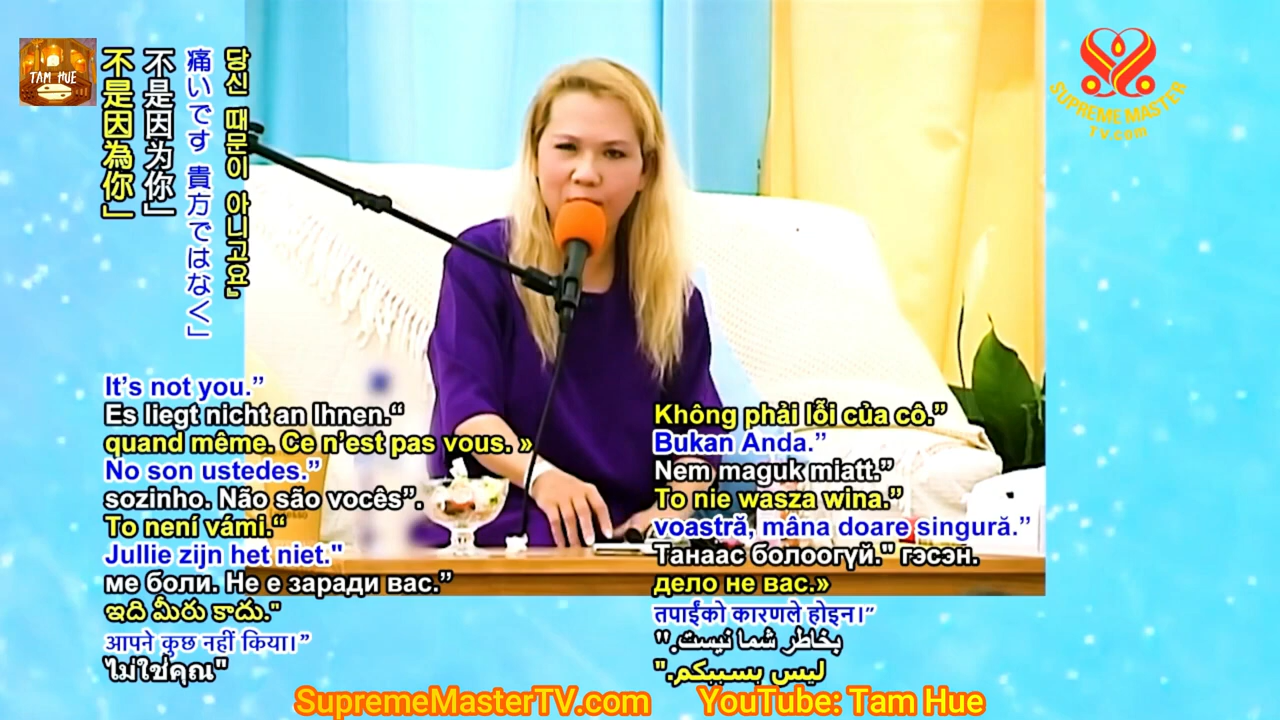 TAM HUE
SUPREME MASTER
TV.com
당신 때문이 아니고요』
痛いです 貴方ではなく」
不是因为你」
不是因為你」
It’s not you.”
Es liegt nicht an Ihnen.“
quand même. Ce n’est pas vous. »
No son ustedes.”
sozinho. Não são vocês”.
To není vámi.“
Jullie zijn het niet."
ме боли. Не е заради вас.”
ఇది మీరు కాదు."
आपने कुछ नहीं किया।”
ไม่ใช่คุณ"
Không phải lỗi của cô.”
Bukan Anda.”
Nem maguk miatt.”
To nie wasza wina.”
voastră, mâna doare singură.”
Танаас болоогүй." гэсэн.
дело не вас.»
तपाईंको कारणले होइन।”
بخاطر شما نیست."
ليس بسببكم."
SupremeMasterTV.com
YouTube: Tam Hue